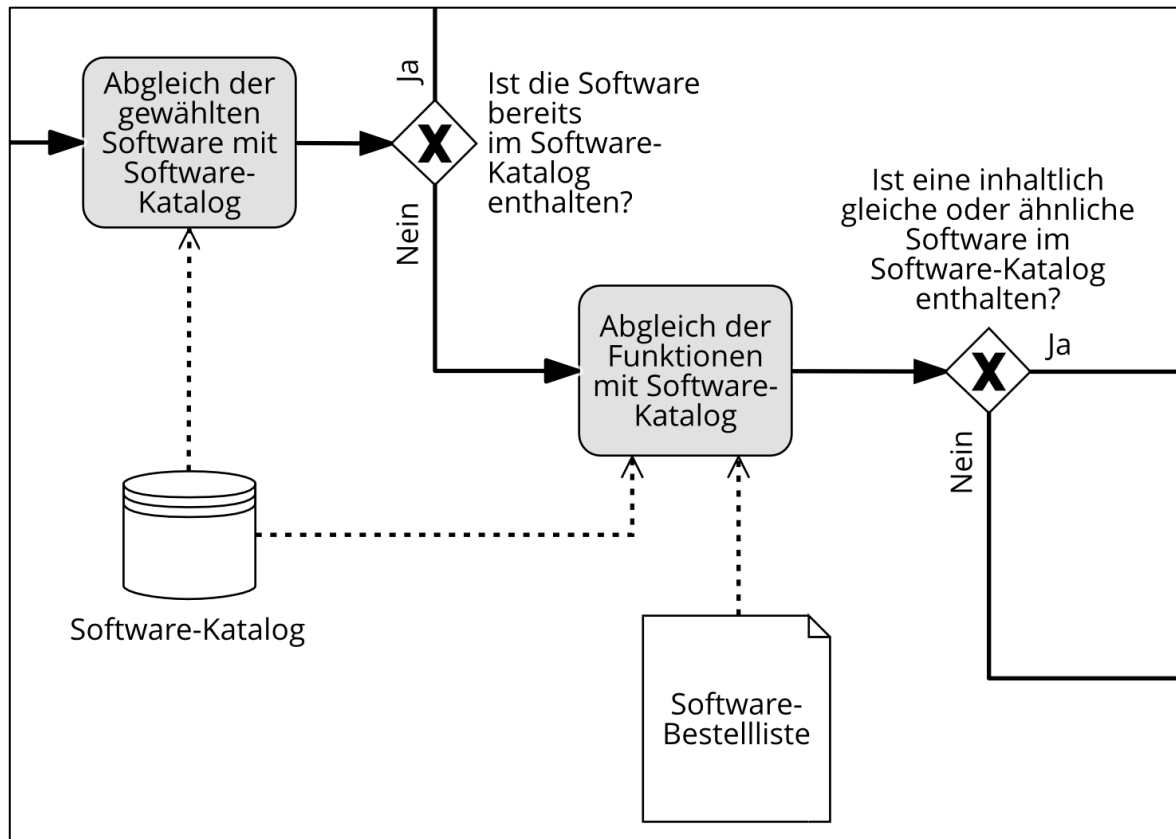 Abgleich der
gewählten
Software mit
Software-
Katalog
Ja
Ist die Software
bereits
im Software-
Katalog
enthalten?
Nein
Ist eine inhaltlich
gleiche oder ähnliche
Software im
Software-Katalog
enthalten?
Abgleich der
Funktionen
mit Software-
Katalog
Ja
Nein
Software-Katalog
Software-
Bestellliste